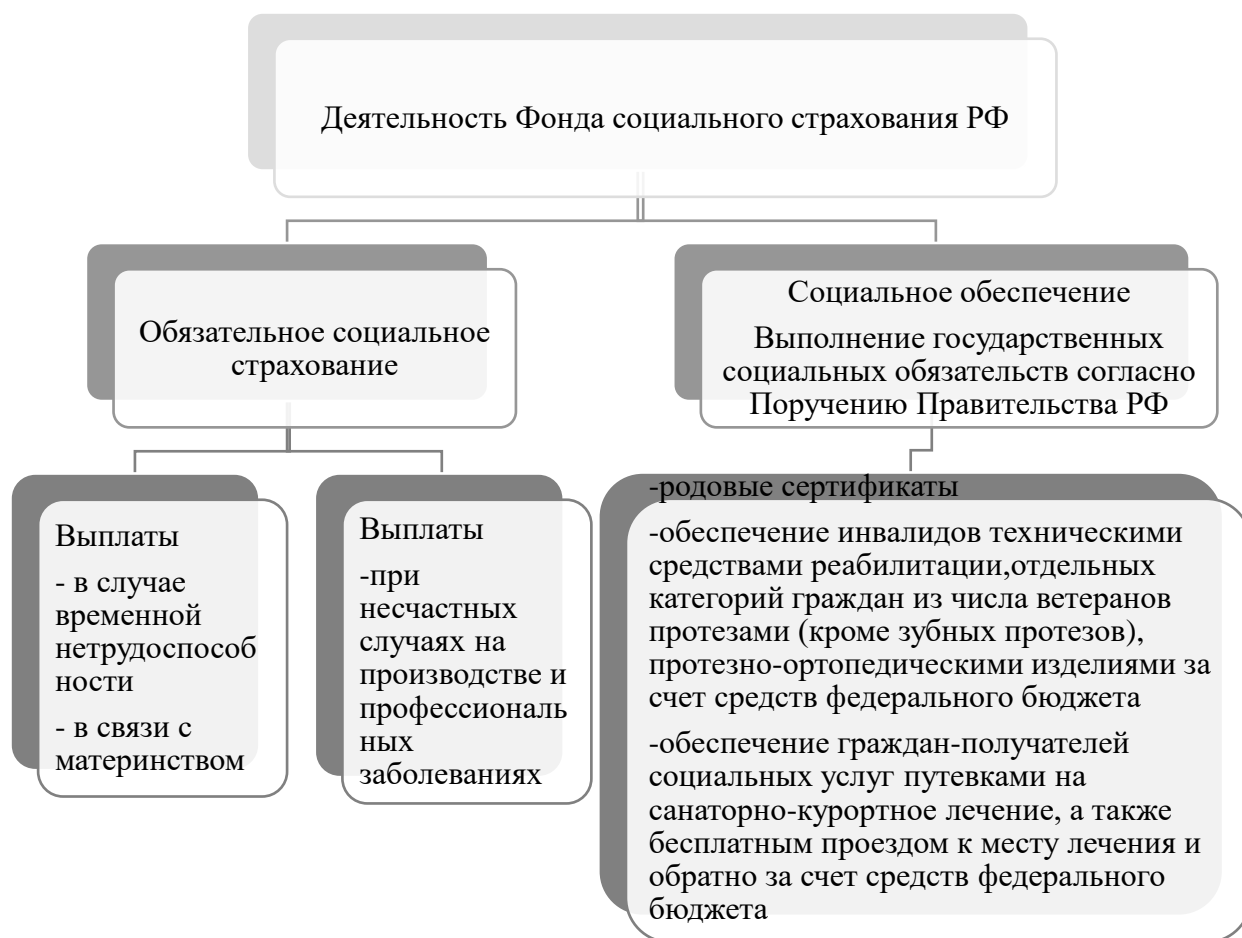 Деятельность Фонда социального страхования РФ
Обязательное социальное
страхование
Социальное обеспечение
Выполнение государственных
социальных обязательств согласно
Поручению Правительства РФ
Выплаты
- в случае
временной
нетрудоспособ
ности
- в связи с
материнством
Выплаты
-при
несчастных
случаях на
производстве и
профессиональ
ных
заболеваниях
-родовые сертификаты
-обеспечение инвалидов техническими
средствами реабилитации,отдельных
категорий граждан из числа ветеранов
протезами (кроме зубных протезов),
протезно-ортопедическими изделиями за
счет средств федерального бюджета
-обеспечение граждан-получателей
социальных услуг путевками на
санаторно-курортное лечение, а также
бесплатным проездом к месту лечения и
обратно за счет средств федерального
бюджета